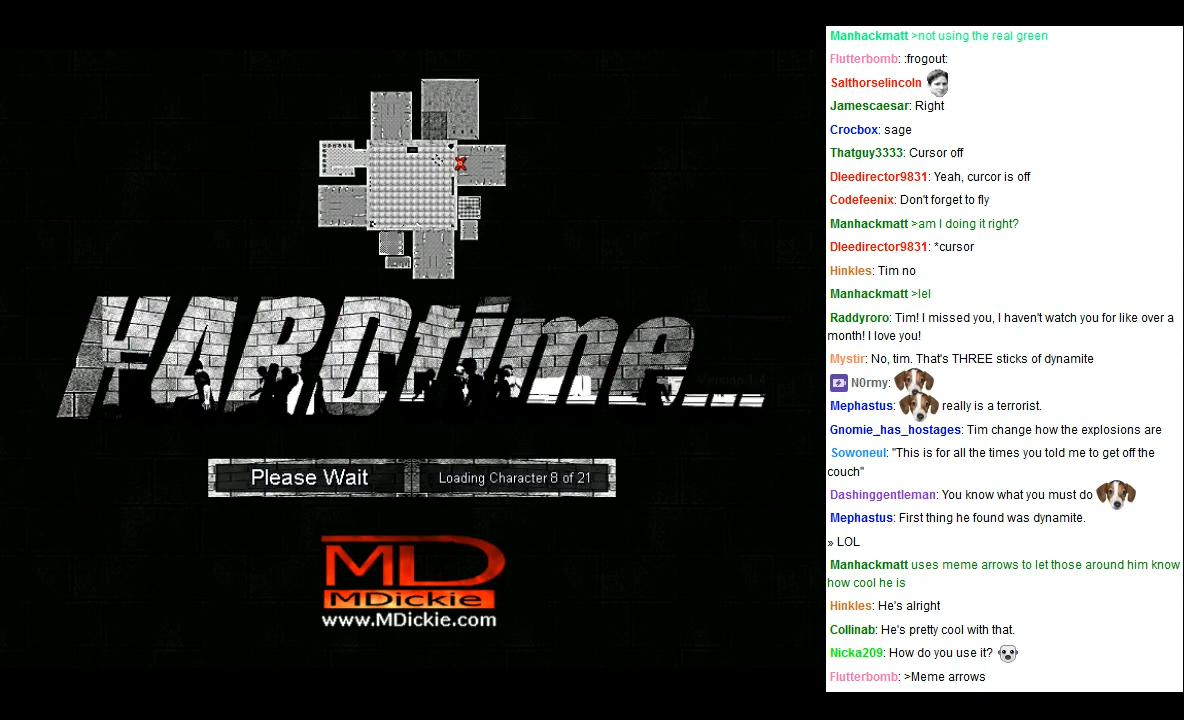 HARDtime...
Version 1.4
Please Wait
Loading Character 8 of 21
MD
MDickie
www.MDickie.com
Manhackmatt >not using the real green
Flutterbomb: :frogout:
Salthorselincoln
Jamescaesar: Right
Crocbox: sage
Thatguy3333: Cursor off
Dleedirector9831: Yeah, curcor is off
Codefeenix: Don't forget to fly
Manhackmatt >am I doing it right?
Dleedirector9831: *cursor
Hinkles: Tim no
Manhackmatt >lel
Raddyroro: Tim! I missed you, I haven't watch you for like over a
month! I love you!
Mystir: No, tim. That's THREE sticks of dynamite
N0rmy:
Mephastus: really is a terrorist.
Gnomie_has_hostages: Tim change how the explosions are
Sowoneul: "This is for all the times you told me to get off the
couch"
Dashinggentleman: You know what you must do
Mephastus: First thing he found was dynamite.
» LOL
Manhackmatt uses meme arrows to let those around him know
how cool he is
Hinkles: He's alright
Collinab: He's pretty cool with that.
Nicka209: How do you use it?
Flutterbomb: >Meme arrows